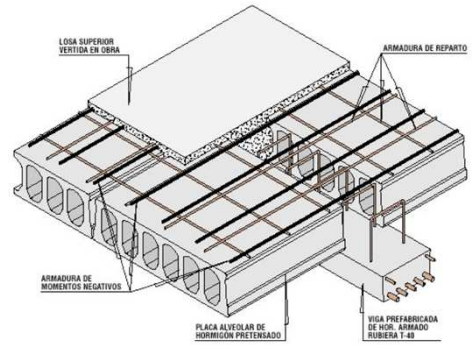 LOSA SUPERIOR
VERTIDA EN OBRA
ARMADURA DE REPARTO
ARMADURA DE
MOMENTOS NEGATIVOS
PLACA ALVEOLAR DE
HORMIGÓN PRETENSADO
VIGA PREFABRICADA
DE HOR. ARMADO
RUBIERA T-40